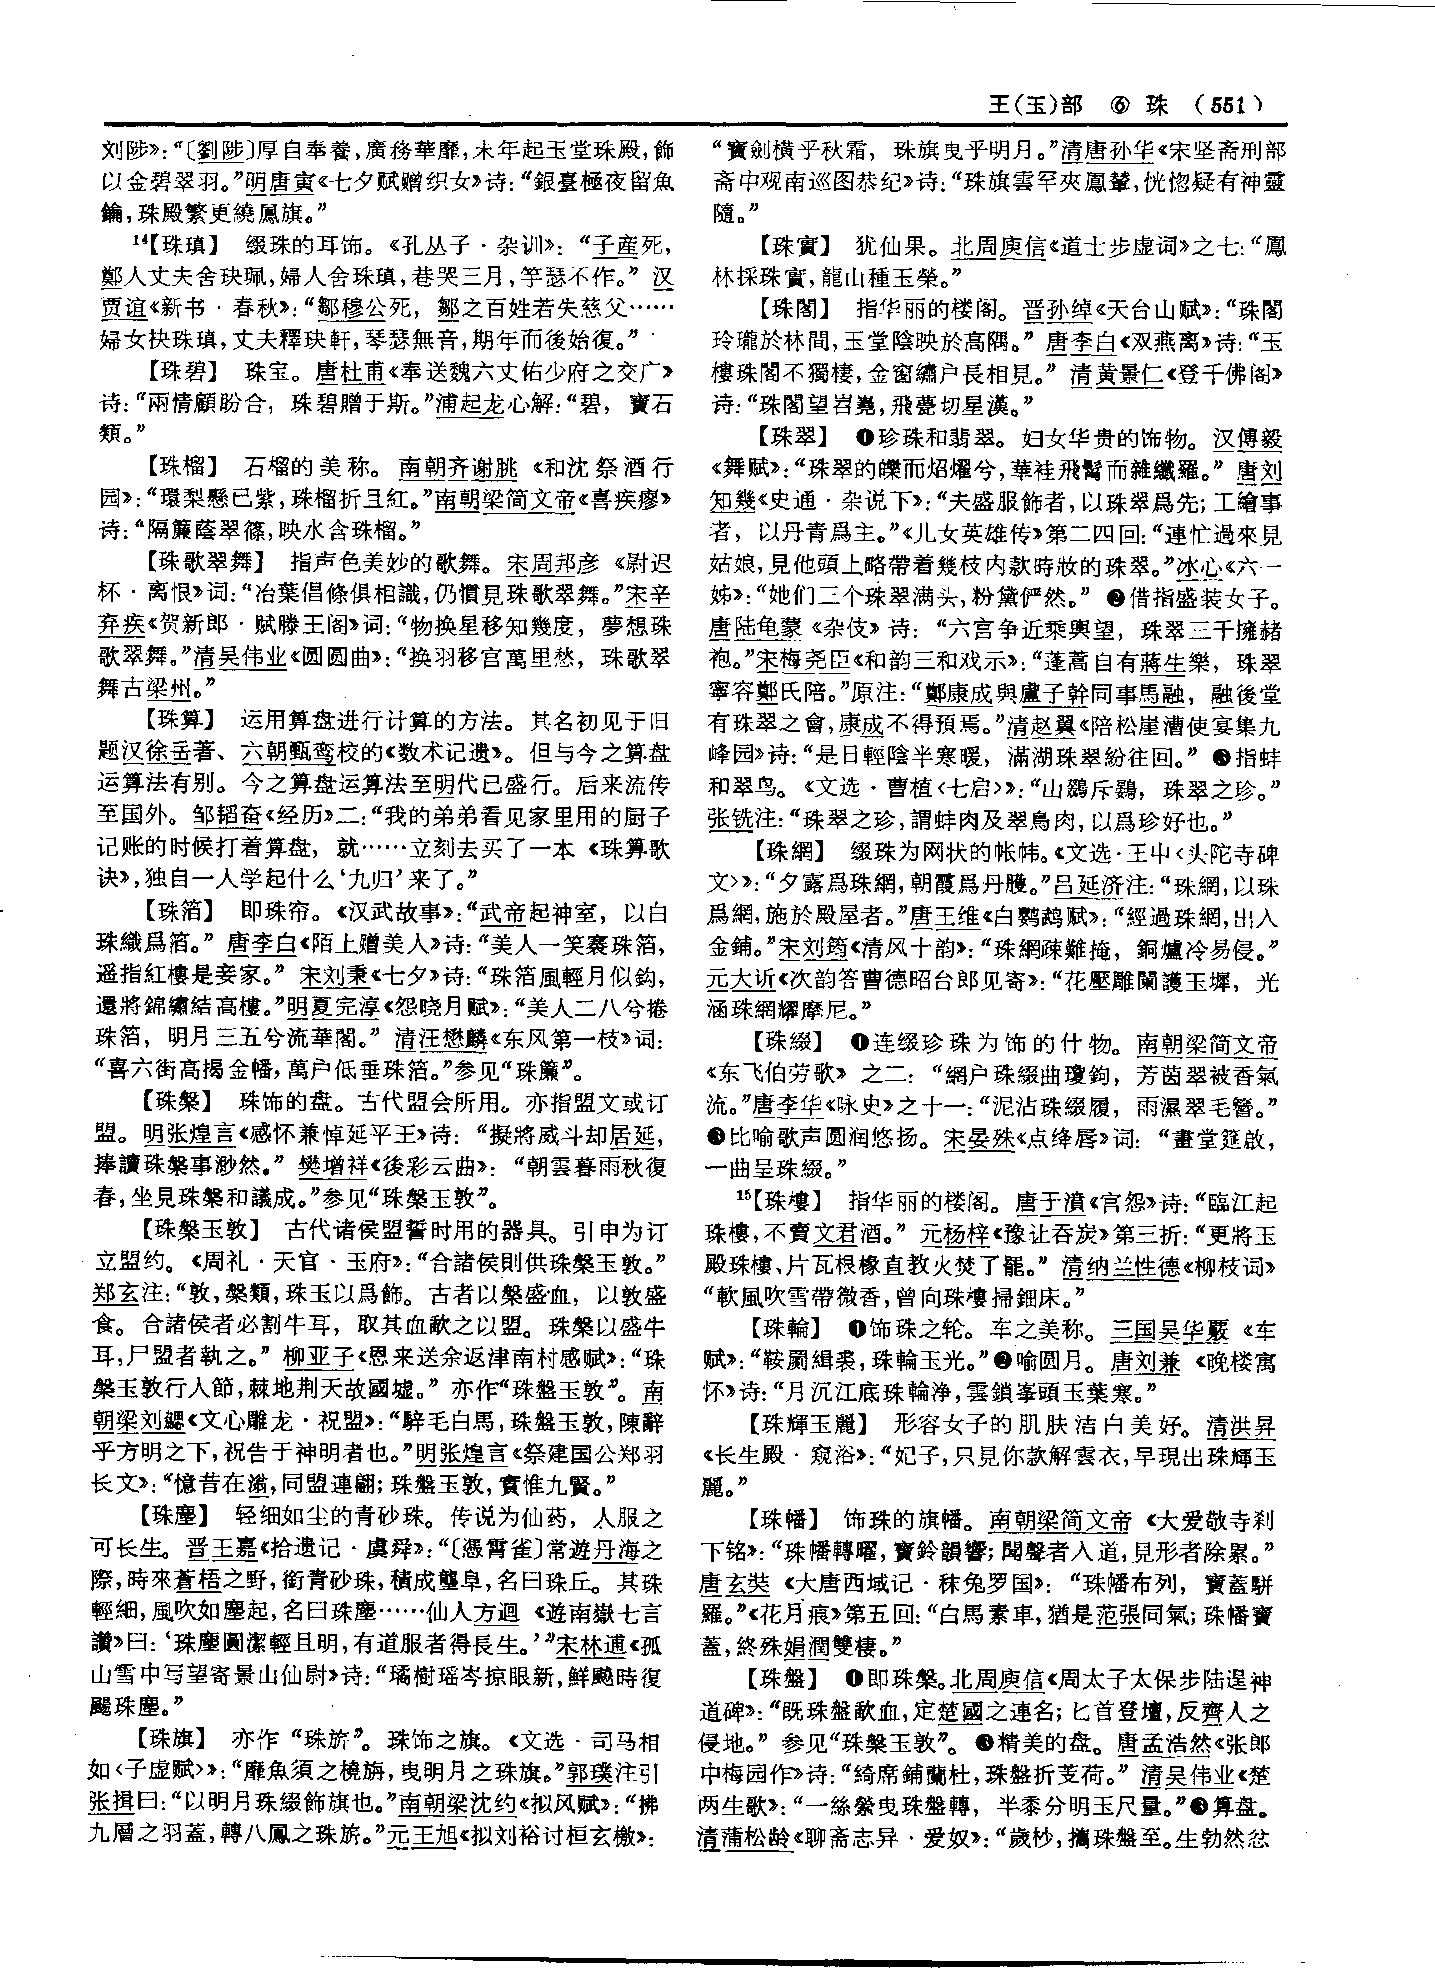 王(玉)部 ⑥ 珠 (551)
刘陟》：“〔劉陟〕厚自奉養，廣務華靡，末年起玉堂珠殿，飾
以金碧翠羽。”明唐寅《七夕赋赠织女》诗：“銀臺極夜留魚
鑰，珠殿繁更繞鳳旗。”
14【珠瑱】 缀珠的耳饰。《孔丛子·杂训》：“子産死，
鄭人丈夫舍玦珮，婦人舍珠瑱，巷哭三月，竽瑟不作。” 汉
贾谊《新书·春秋》：“鄒穆公死，鄒之百姓若失慈父……
婦女抉珠瑱，丈夫釋玦軒，琴瑟無音，期年而後始復。”
【珠碧】 珠宝。唐杜甫《奉送魏六丈佑少府之交广》
诗：“兩情顧盼合，珠碧贈于斯。”浦起龙心解：“碧，寶石
類。”
【珠榴】 石榴的美称。南朝齐谢朓《和沈祭酒行
园》：“環梨懸已紫，珠榴折且紅。”南朝梁简文帝《喜疾瘳》
诗：“隔簾蔭翠篠，映水含珠榴。”
【珠歌翠舞】 指声色美妙的歌舞。宋周邦彦《尉迟
杯·离恨》词：“冶葉倡條俱相識，仍慣見珠歌翠舞。”宋辛
弃疾《贺新郎·赋滕王阁》词：“物换星移知幾度，夢想珠
歌翠舞。”清吴伟业《圆圆曲》：“换羽移宫萬里愁，珠歌翠
舞古梁州。”
【珠算】 运用算盘进行计算的方法。其名初见于旧
题汉徐岳著、六朝甄鸾校的《数术记遗》。但与今之算盘
运算法有别。今之算盘运算法至明代已盛行。后来流传
至国外。邹韬奋《经历》二：“我的弟弟看见家里用的厨子
记账的时候打着算盘，就……立刻去买了一本《珠算歌
诀》，独自一人学起什么‘九归’来了。”
【珠箔】 即珠帘。《汉武故事》：“武帝起神室，以白
珠織爲箔。” 唐李白《陌上赠美人》诗：“美人一笑褰珠箔，
遥指紅樓是妾家。” 宋刘秉《七夕》诗：“珠箔風輕月似鈎，
還將錦繡結高樓。”明夏完淳《怨晓月赋》：“美人二八兮捲
珠箔，明月三五兮流華閣。” 清汪懋麟《东风第一枝》词：
“喜六街高揭金幡，萬户低垂珠箔。”参见“珠簾”。
【珠槃】 珠饰的盘。古代盟会所用。亦指盟文或订
盟。明张煌言《感怀兼悼延平王》诗：“擬將威斗却居延，
捧讀珠槃事渺然。” 樊增祥《後彩云曲》：“朝雲暮雨秋復
春，坐見珠槃和議成。”参见“珠槃玉敦”。
【珠槃玉敦】 古代诸侯盟誓时用的器具。引申为订
立盟约。《周礼·天官·玉府》：“合諸侯則供珠槃玉敦。”
郑玄注：“敦，槃類，珠玉以爲飾。古者以槃盛血，以敦盛
食。合諸侯者必割牛耳，取其血歃之以盟。珠槃以盛牛
耳，尸盟者執之。” 柳亚子《恩来送余返津南村感赋》：“珠
槃玉敦行人節，棘地荆天故國墟。” 亦作“珠盤玉敦”。南
朝梁刘勰《文心雕龙·祝盟》：“騂毛白馬，珠盤玉敦，陳辭
乎方明之下，祝告于神明者也。”明张煌言《祭建国公郑羽
长文》：“憶昔在滃，同盟連翩；珠盤玉敦，實惟九賢。”
【珠塵】 轻细如尘的青砂珠。传说为仙药，人服之
可长生。晋王嘉《拾遗记·虞舜》：“〔憑霄雀〕常遊丹海之
際，時來蒼梧之野，銜青砂珠，積成壟阜，名曰珠丘。其珠
輕細，風吹如塵起，名曰珠塵……仙人方迴《遊南嶽七言
讚》曰：‘珠塵圓潔輕且明，有道服者得長生。’”宋林逋《孤
山雪中写望寄景山仙尉》诗：“璚樹瑶岑掠眼新，鮮飈時復
颺珠塵。”
【珠旗】 亦作“珠旂”。珠饰之旗。《文选·司马相
如〈子虚赋〉》：“靡魚須之橈旃，曳明月之珠旗。”郭璞注引
张揖曰：“以明月珠綴飾旗也。”南朝梁沈约《拟风赋》：“拂
九層之羽蓋，轉八鳳之珠旂。”元王旭《拟刘裕讨桓玄檄》：
“寶劍横乎秋霜，珠旗曳乎明月。”清唐孙华《宋坚斋刑部
斋中观南巡图恭纪》诗：“珠旗雲罕夾鳳輦，恍惚疑有神靈
隨。”
【珠實】 犹仙果。北周庾信《道士步虚词》之七：“鳳
林採珠實，龍山種玉榮。”
【珠閣】 指华丽的楼阁。晋孙绰《天台山赋》：“珠閣
玲瓏於林間，玉堂陰映於高隅。” 唐李白《双燕离》诗：“玉
樓珠閣不獨棲，金窗繡户長相見。” 清黄景仁《登千佛阁》
诗：“珠閣望岧嶤，飛甍切星漢。”
【珠翠】 ❶珍珠和翡翠。妇女华贵的饰物。汉傅毅
《舞赋》：“珠翠的皪而炤燿兮，華袿飛髾而雜纖羅。” 唐刘
知幾《史通·杂说下》：“夫盛服飾者，以珠翠爲先；工繪事
者，以丹青爲主。”《儿女英雄传》第二四回：“連忙過來見
姑娘，見他頭上略帶着幾枝内款時妝的珠翠。”冰心《六一
姊》：“她们三个珠翠满头，粉黛俨然。” ❷借指盛装女子。
唐陆龟蒙《杂伎》诗：“六宫争近乘輿望，珠翠三千擁赭
袍。”宋梅尧臣《和韵三和戏示》：“蓬蒿自有蔣生樂，珠翠
寧容鄭氏陪。”原注：“鄭康成與盧子幹同事馬融，融後堂
有珠翠之會，康成不得預焉。”清赵翼《陪松崖漕使宴集九
峰园》诗：“是日輕陰半寒暖，滿湖珠翠紛往回。” ❸指蚌
和翠鸟。《文选·曹植〈七启〉》：“山鷄斥鷃，珠翠之珍。”
张铣注：“珠翠之珍，謂蚌肉及翠鳥肉，以爲珍好也。”
【珠網】 缀珠为网状的帐帏。《文选·王屮〈头陀寺碑
文〉》：“夕露爲珠網，朝霞爲丹雘。”吕延济注：“珠網，以珠
爲網，施於殿屋者。”唐王维《白鹦鹉赋》：“經過珠網，出入
金鋪。”宋刘筠《清风十韵》：“珠網疎難掩，銅爐冷易侵。”
元大䜣《次韵答曹德昭台郎见寄》：“花壓雕闌護玉墀，光
涵珠網耀摩尼。”
【珠綴】 ❶连缀珍珠为饰的什物。南朝梁简文帝
《东飞伯劳歌》之二：“網户珠綴曲瓊鈎，芳茵翠被香氣
流。”唐李华《咏史》之十一：“泥沾珠綴履，雨濕翠毛簪。”
❷比喻歌声圆润悠扬。宋晏殊《点绛唇》词：“畫堂筵啟，
一曲呈珠綴。”
15【珠樓】 指华丽的楼阁。唐于濆《宫怨》诗：“臨江起
珠樓，不賣文君酒。” 元杨梓《豫让吞炭》第三折：“更將玉
殿珠樓、片瓦根椽直教火焚了罷。” 清纳兰性德《柳枝词》
“軟風吹雪帶微香，曾向珠樓掃鈿床。”
【珠輪】 ❶饰珠之轮。车之美称。三国吴华覈《车
赋》：“鞍罽緝裘，珠輪玉光。”❷喻圆月。唐刘兼《晚楼寓
怀》诗：“月沉江底珠輪净，雲鎖峯頭玉葉寒。”
【珠輝玉麗】 形容女子的肌肤洁白美好。清洪昇
《长生殿·窥浴》：“妃子，只見你款解雲衣，早現出珠輝玉
麗。”
【珠幡】 饰珠的旗幡。南朝梁简文帝《大爱敬寺刹
下铭》：“珠幡轉曜，寶鈴韻響；聞聲者入道，見形者除累。”
唐玄奘《大唐西域记·秣兔罗国》：“珠幡布列，寶蓋駢
羅。”《花月痕》第五回：“白馬素車，猶是范張同氣；珠幡寶
蓋，終殊娟潤雙棲。”
【珠盤】 ❶即珠槃。北周庾信《周太子太保步陆逞神
道碑》：“既珠盤歃血，定楚國之連名；匕首登壇，反齊人之
侵地。” 参见“珠槃玉敦”。 ❷精美的盘。唐孟浩然《张郎
中梅园作》诗：“绮席鋪蘭杜，珠盤折芰荷。” 清吴伟业《楚
两生歌》：“一絲縈曳珠盤轉，半黍分明玉尺量。”❸算盘。
清蒲松龄《聊斋志异·爱奴》：“歲杪，攜珠盤至。生勃然忿